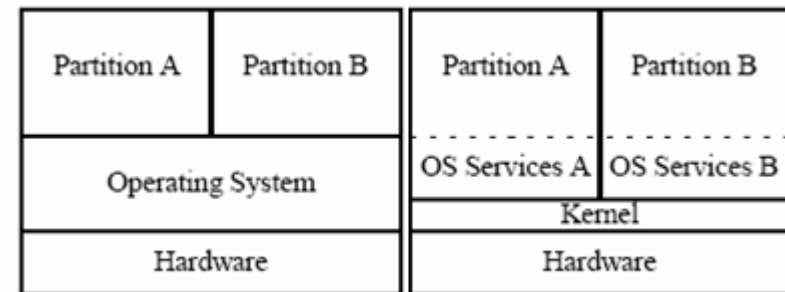 Partition A Partition B Partition A Partition B
OS Services A OS Services B
Operating System
Kernel
Hardware Hardware